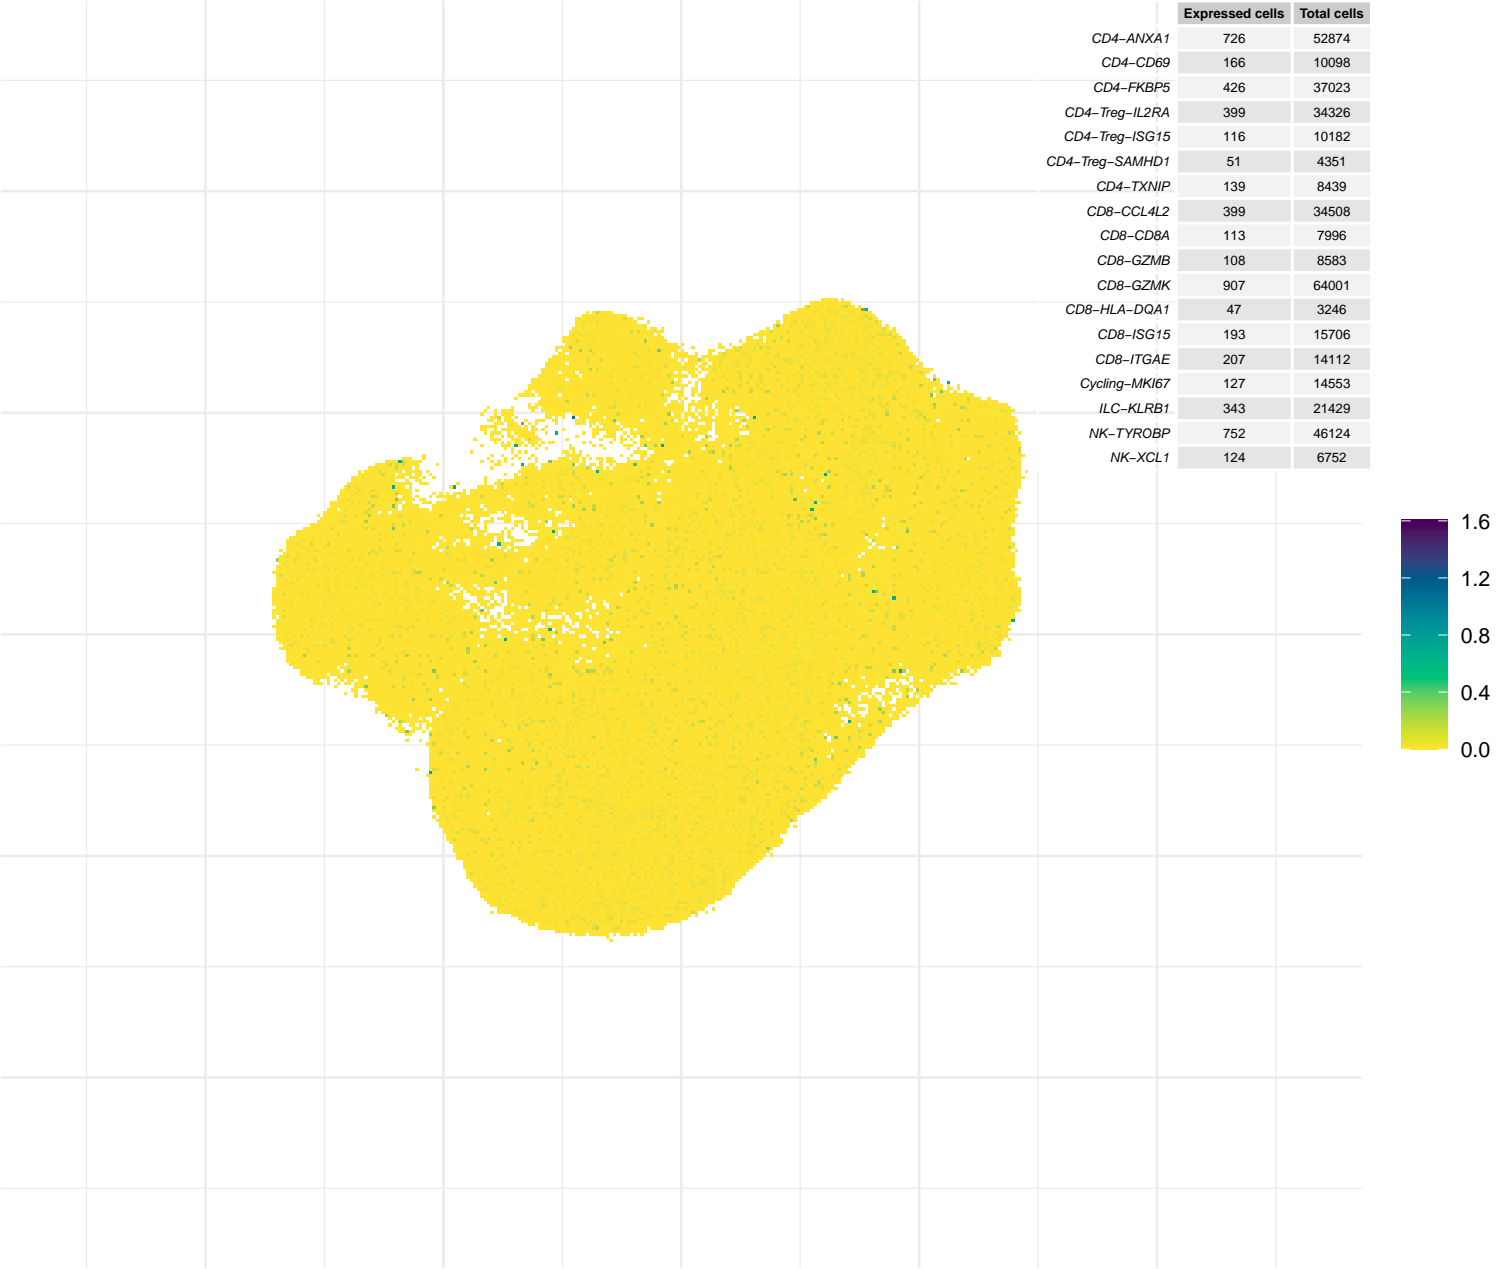 Expressed cells Total cells
CD4−ANXA1 726 52874
CD4−CD69 166 10098
CD4−FKBP5 426 37023
CD4−Treg−IL2RA 399 34326
CD4−Treg−ISG15 116 10182
CD4−Treg−SAMHD1 51 4351
CD4−TXNIP 139 8439
CD8−CCL4L2 399 34508
CD8−CD8A 113 7996
CD8−GZMB 108 8583
CD8−GZMK 907 64001
CD8−HLA−DQA1 47 3246
CD8−ISG15 193 15706
CD8−ITGAE 207 14112
Cycling−MKI67 127 14553
ILC−KLRB1 343 21429
NK−TYROBP 752 46124
NK−XCL1 124 6752
1.6
1.2
0.8
0.4
0.0